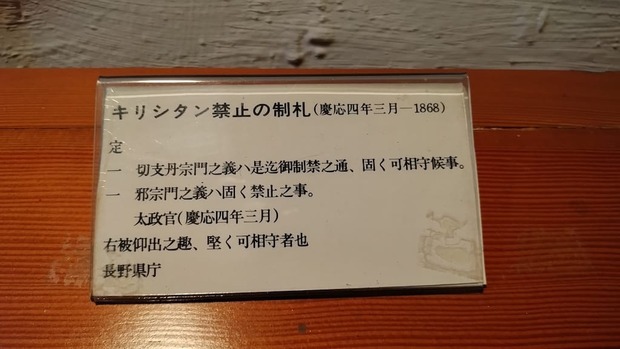 キリシタン禁止の制札(慶応四年三月―1868)
定
一 切支丹宗門之義ハ是迄御制禁之通、固く可相守候事。
一 邪宗門之義ハ固く禁止之事。
太政官(慶応四年三月)
右被仰出之趣、堅く可相守者也
長野県庁